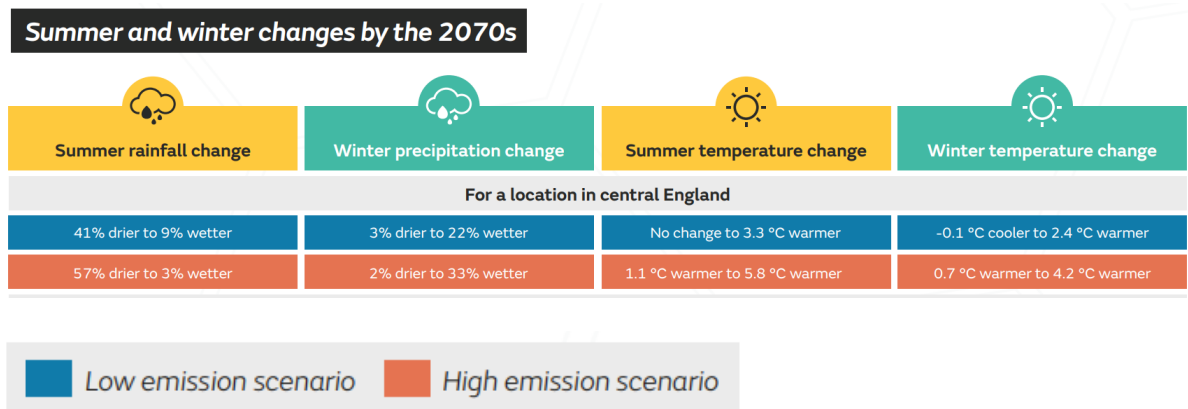 Summer and winter changes by the 2070s
Summer rainfall change
Winter precipitation change
Summer temperature change
Winter temperature change
For a location in central England
41% drier to 9% wetter
3% drier to 22% wetter
No change to 3.3 °C warmer
-0.1 °C cooler to 2.4 °C warmer
57% drier to 3% wetter
2% drier to 33% wetter
1.1 °C warmer to 5.8 °C warmer
0.7 °C warmer to 4.2 °C warmer
Low emission scenario
High emission scenario